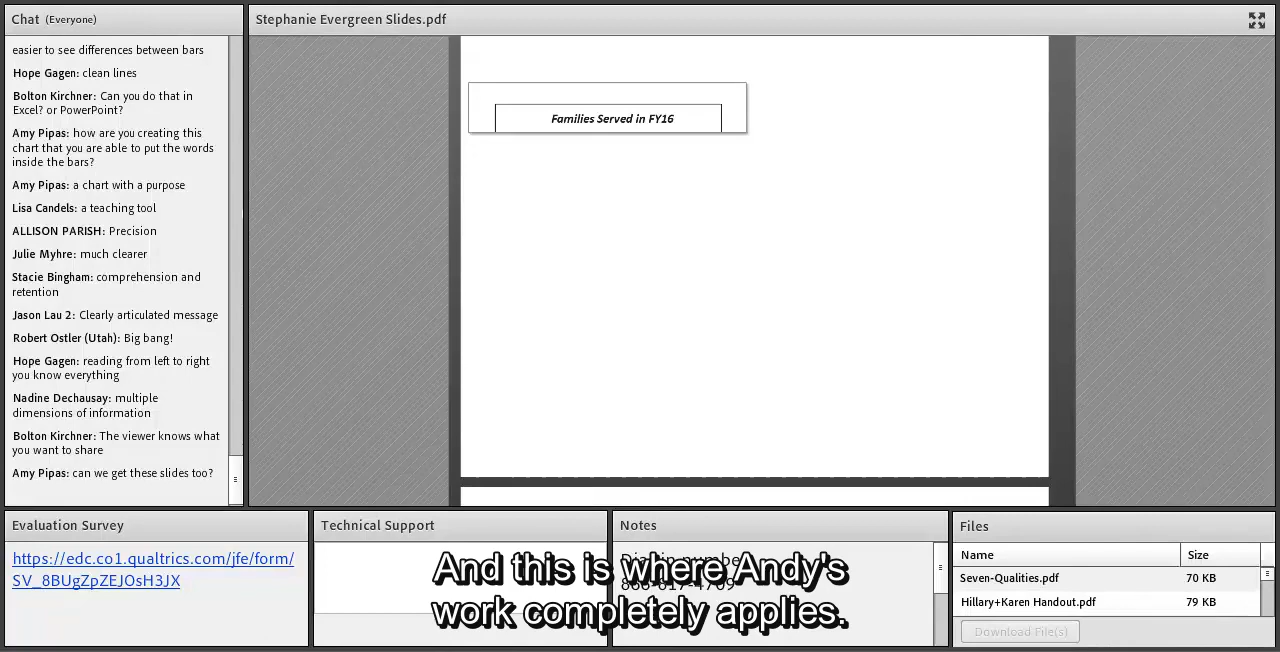 Chat (Everyone)
easier to see differences between bars
Hope Gagen: clean lines
Bolton Kirchner: Can you do that in
Excel? or PowerPoint?
Amy Pipas: how are you creating this
chart that you are able to put the words
inside the bars?
Amy Pipas: a chart with a purpose
Lisa Candels: a teaching tool
ALLISON PARISH: Precision
Julie Myhre: much clearer
Stacie Bingham: comprehension and
retention
Jason Lau 2: Clearly articulated message
Robert Ostler (Utah): Big bang!
Hope Gagen: reading from left to right
you know everything
Nadine Dechausay: multiple
dimensions of information
Bolton Kirchner: The viewer knows what
you want to share
Amy Pipas: can we get these slides too?
Stephanie Evergreen Slides.pdf
Families Served in FY16
Evaluation Survey
https://edc.co1.qualtrics.com/jfe/form/
SV_8BUgZpZEJOsH3JX
Technical Support
Notes
Files
Name Size
Seven-Qualities.pdf 70 KB
Hillary+Karen Handout.pdf 79 KB
Download File(s)
And this is where Andy's
work completely applies.